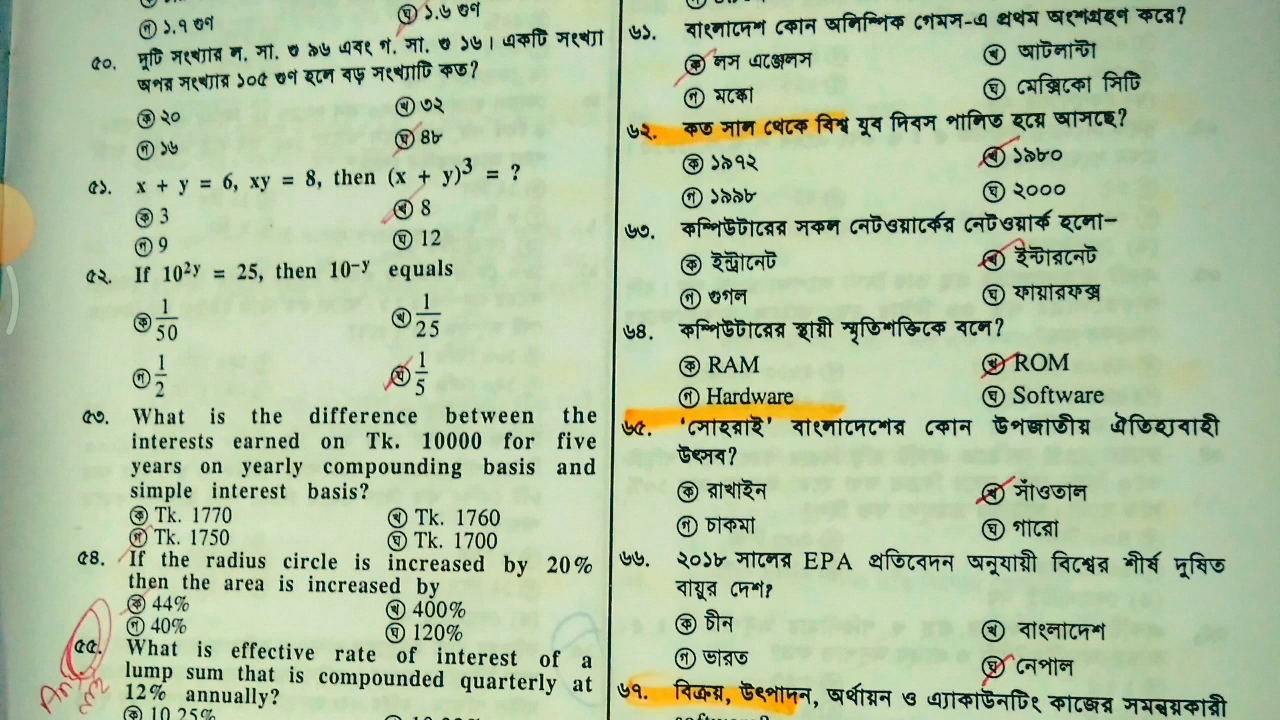 গ ১.৭ গুণ
ঘ ১.৬ গুণ
৫০. দুটি সংখ্যার ল. সা. গু ৯৬ এবং গ. সা. গু ১৬। একটি সংখ্যা
অপর সংখ্যার ১০৫ গুণ হলে বড় সংখ্যাটি কত?
ক ২০
খ ৩২
গ ১৬
ঘ ৪৮
৫১. x + y = 6, xy = 8, then (x + y)³ = ?
ক 3
খ 8
গ 9
ঘ 12
৫২. If 10^2y = 25, then 10^-y equals
ক 1/50
খ 1/25
গ 1/2
ঘ 1/5
৫৩. What is the difference between the
interests earned on Tk. 10000 for five
years on yearly compounding basis and
simple interest basis?
ক Tk. 1770
খ Tk. 1760
গ Tk. 1750
ঘ Tk. 1700
৫৪. If the radius circle is increased by 20%
then the area is increased by
ক 44%
খ 400%
গ 40%
ঘ 120%
৫৫. What is effective rate of interest of a
lump sum that is compounded quarterly at
12% annually?
ক 10.25%
৬১. বাংলাদেশ কোন অলিম্পিক গেমস-এ প্রথম অংশগ্রহণ করে?
ক লস এঞ্জেলস
খ আটলান্টা
গ মস্কো
ঘ মেক্সিকো সিটি
৬২. কত সাল থেকে বিশ্ব যুব দিবস পালিত হয়ে আসছে?
ক ১৯৭২
খ ১৯৮০
গ ১৯৯৮
ঘ ২০০০
৬৩. কম্পিউটারের সকল নেটওয়ার্কের নেটওয়ার্ক হলো–
ক ইন্ট্রানেট
খ ইন্টারনেট
গ গুগল
ঘ ফায়ারফক্স
৬৪. কম্পিউটারের স্থায়ী স্মৃতিশক্তিকে বলে?
ক RAM
খ ROM
গ Hardware
ঘ Software
৬৫. 'সোহরাই' বাংলাদেশের কোন উপজাতীয় ঐতিহ্যবাহী
উৎসব?
ক রাখাইন
খ সাঁওতাল
গ চাকমা
ঘ গারো
৬৬. ২০১৮ সালের EPA প্রতিবেদন অনুযায়ী বিশ্বের শীর্ষ দূষিত
বায়ুর দেশ?
ক চীন
খ বাংলাদেশ
গ ভারত
ঘ নেপাল
৬৭. বিক্রয়, উৎপাদন, অর্থায়ন ও এ্যাকাউনটিং কাজের সমন্বয়কারী